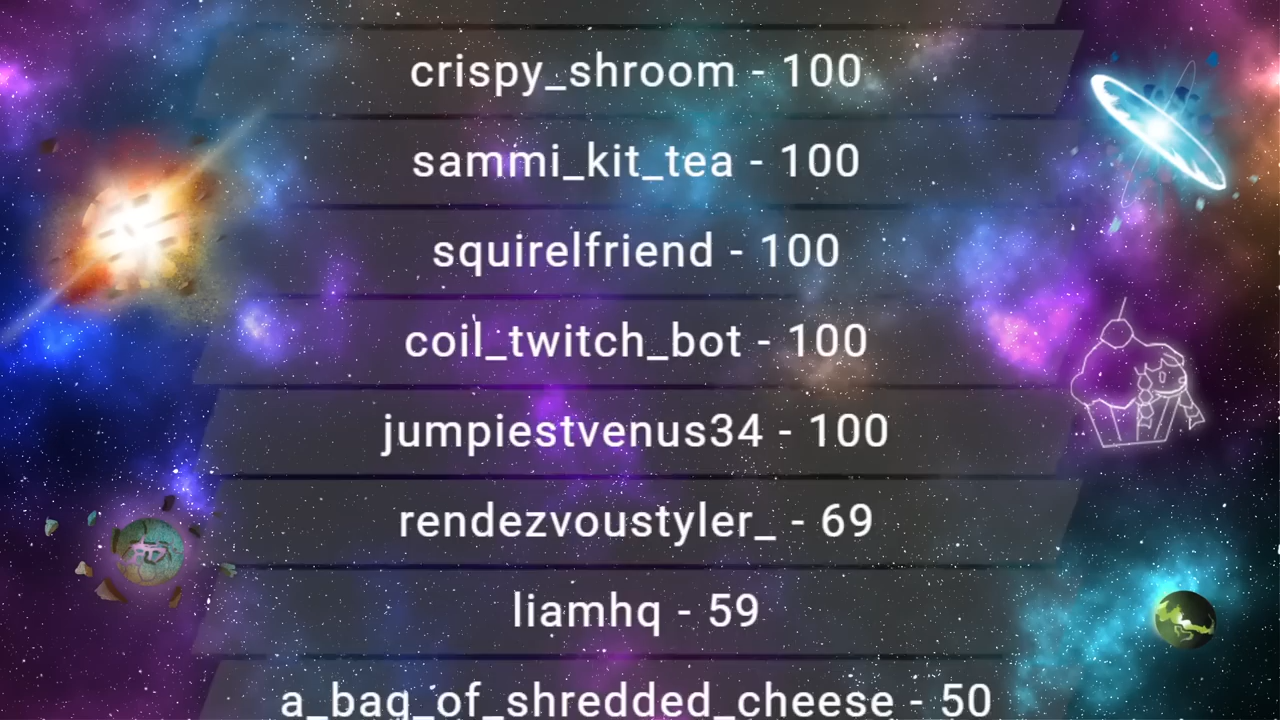 crispy_shroom - 100
sammi_kit_tea - 100
squirelfriend - 100
coil_twitch_bot - 100
jumpiestvenus34 - 100
rendezvoustyler_ - 69
liamhq - 59
a_bag_of_shredded_cheese - 50